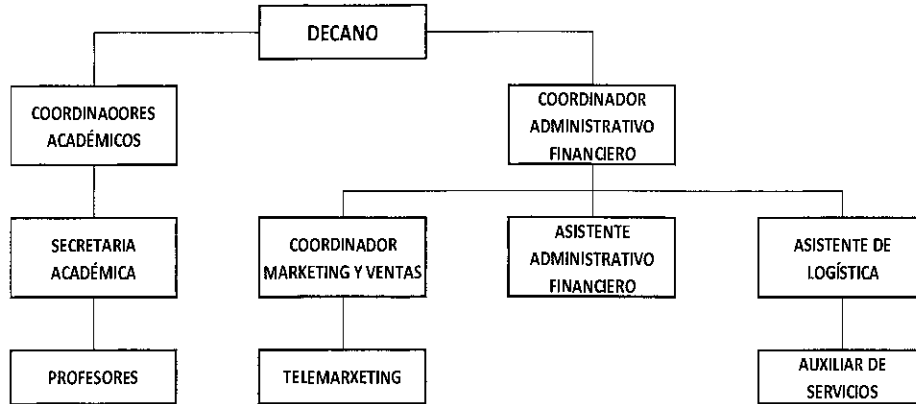 DECANO
COORDINAOORES
ACADÉMICOS
COORDINADOR
ADMINISTRATIVO
FINANCIERO
SECRETARIA
ACADÉMICA
COORDINADOR
MARKETING Y VENTAS
ASISTENTE
ADMINISTRATIVO
FINANCIERO
ASISTENTE DE
LOGÍSTICA
PROFESORES
TELEMARXETING
AUXILIAR DE
SERVICIOS